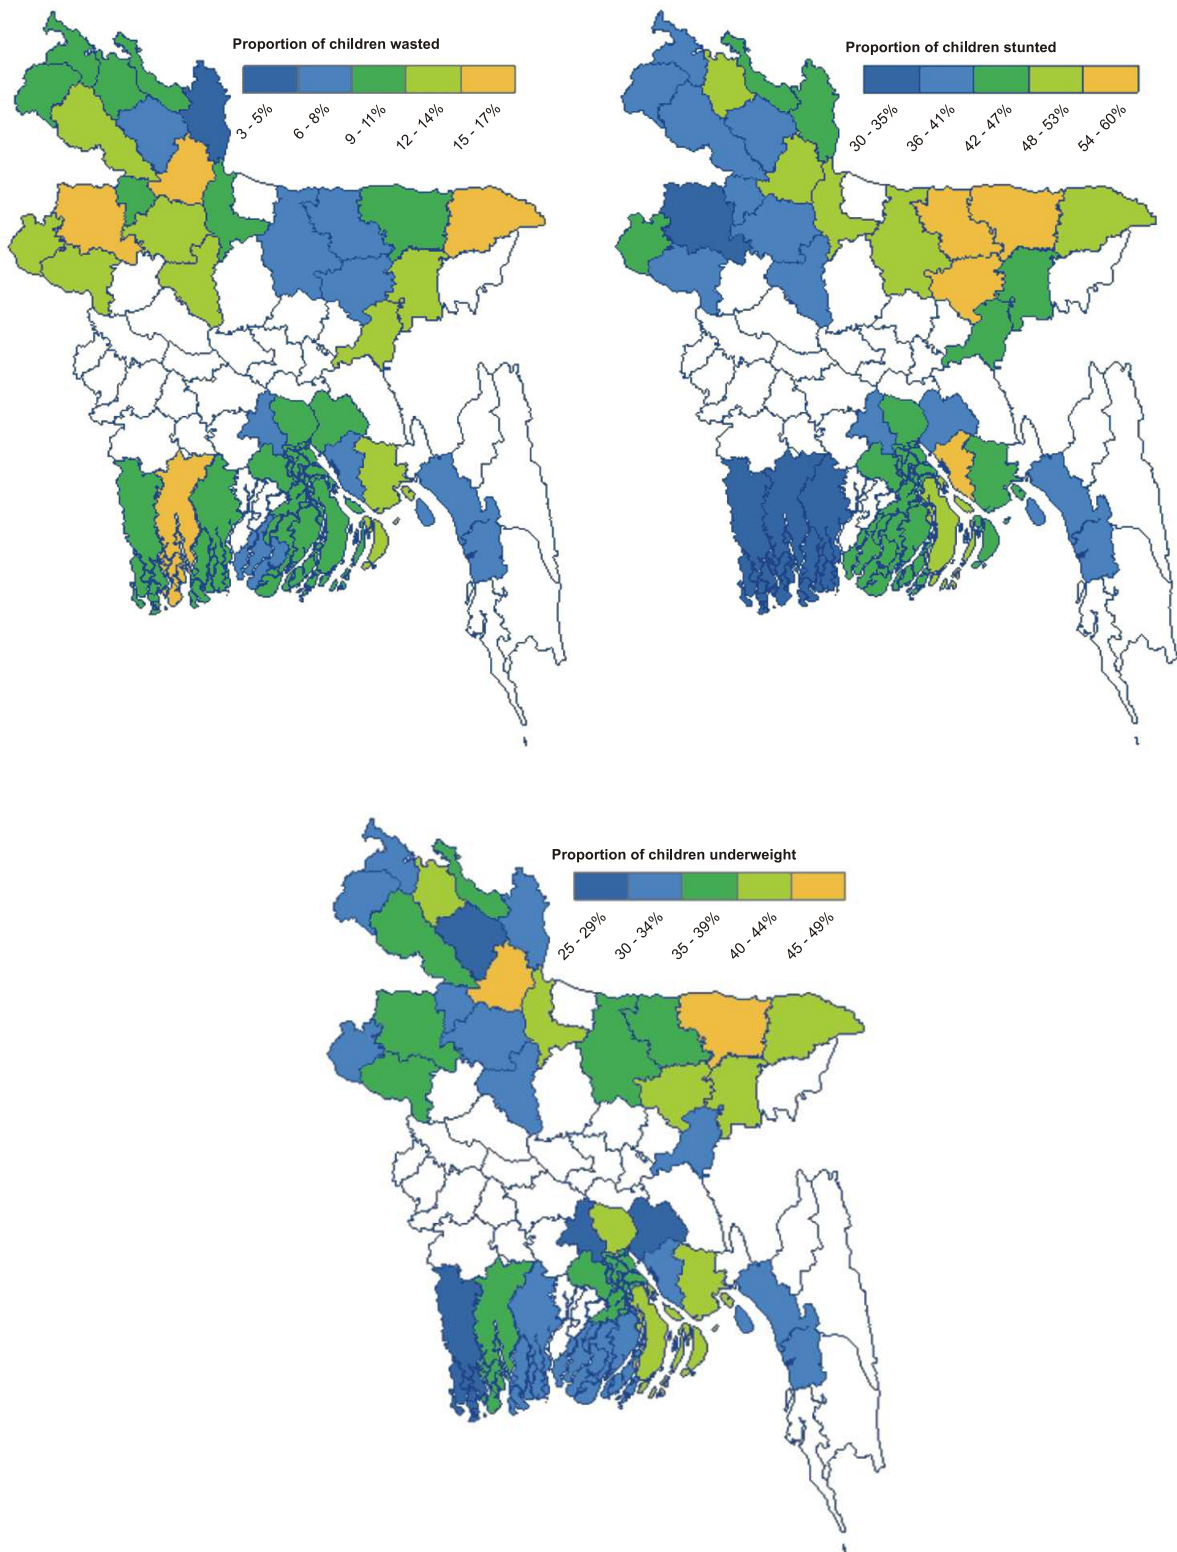 Proportion of children wasted
3 - 5%
6 - 8%
9 - 11%
12 - 14%
15 - 17%
Proportion of children stunted
30 - 35%
36 - 41%
42 - 47%
48 - 53%
54 - 60%
Proportion of children underweight
25 - 29%
30 - 34%
35 - 39%
40 - 44%
45 - 49%